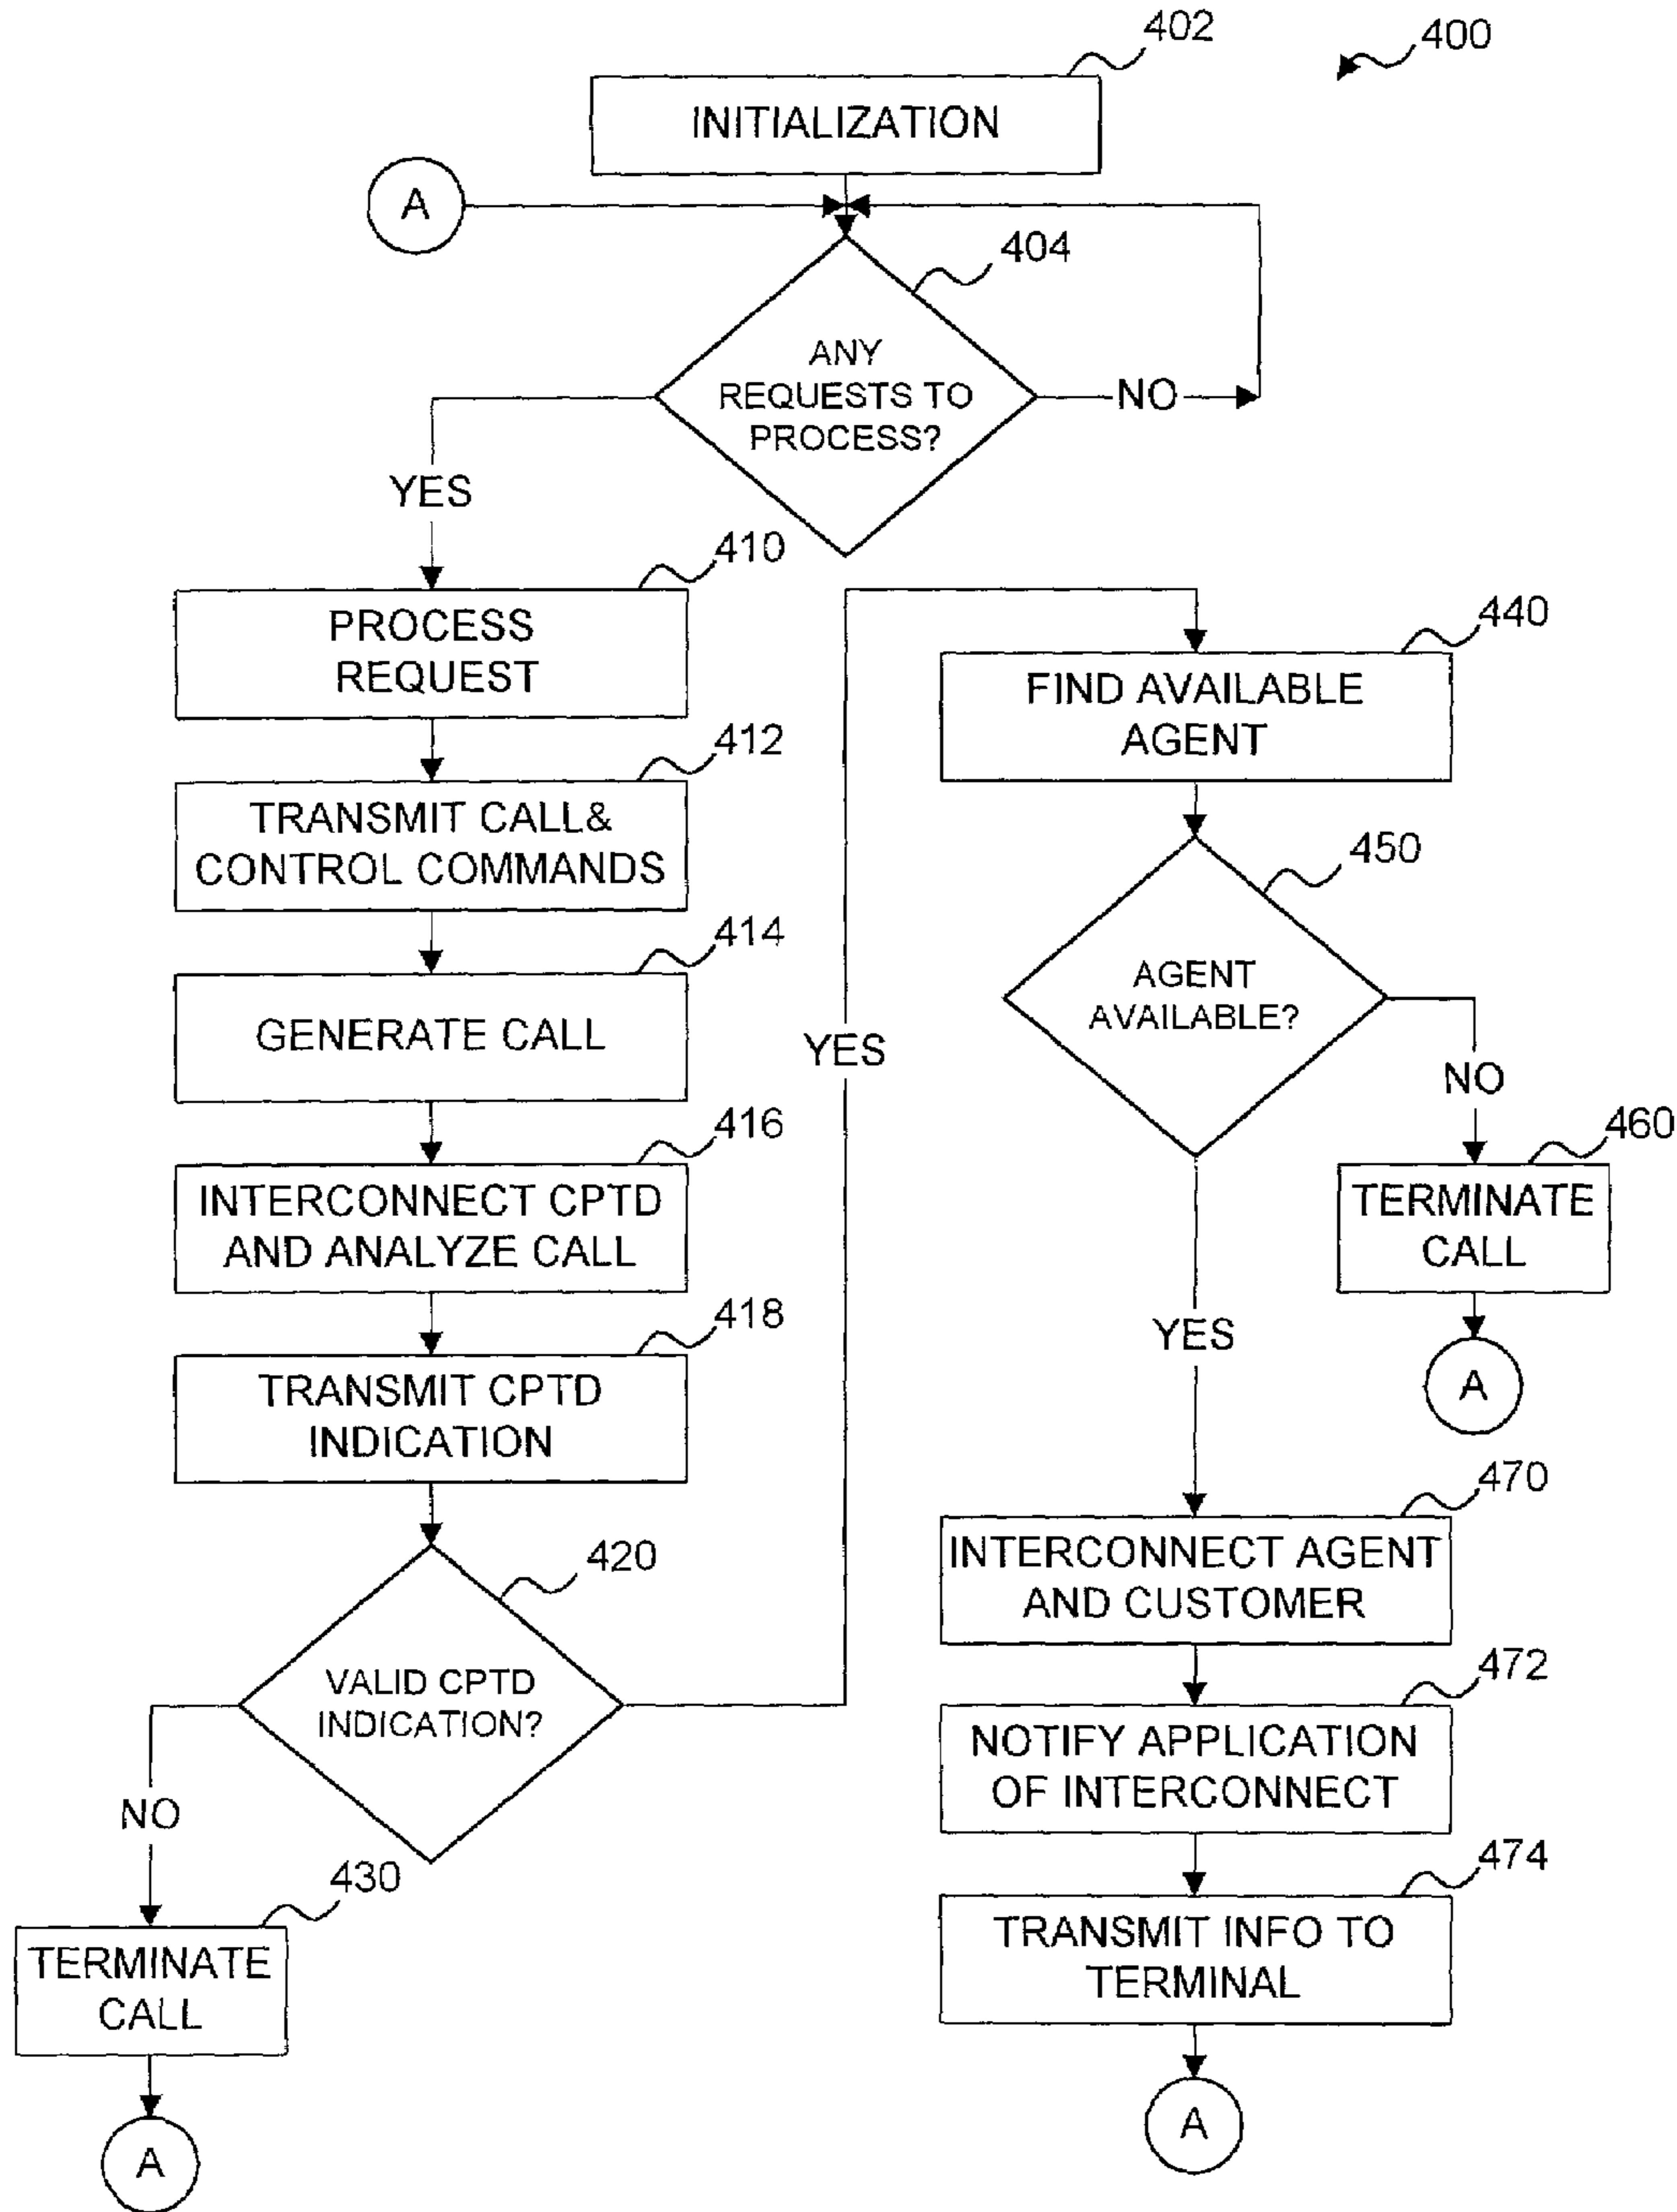 402
400
INITIALIZATION
A
404
ANY
REQUESTS TO
PROCESS?
NO
YES
410
PROCESS
REQUEST
412
TRANSMIT CALL&
CONTROL COMMANDS
414
GENERATE CALL
416
INTERCONNECT CPTD
AND ANALYZE CALL
418
TRANSMIT CPTD
INDICATION
420
VALID CPTD
INDICATION?
NO
430
TERMINATE
CALL
A
YES
440
FIND AVAILABLE
AGENT
450
AGENT
AVAILABLE?
NO
460
TERMINATE
CALL
A
YES
470
INTERCONNECT AGENT
AND CUSTOMER
472
NOTIFY APPLICATION
OF INTERCONNECT
474
TRANSMIT INFO TO
TERMINAL
A